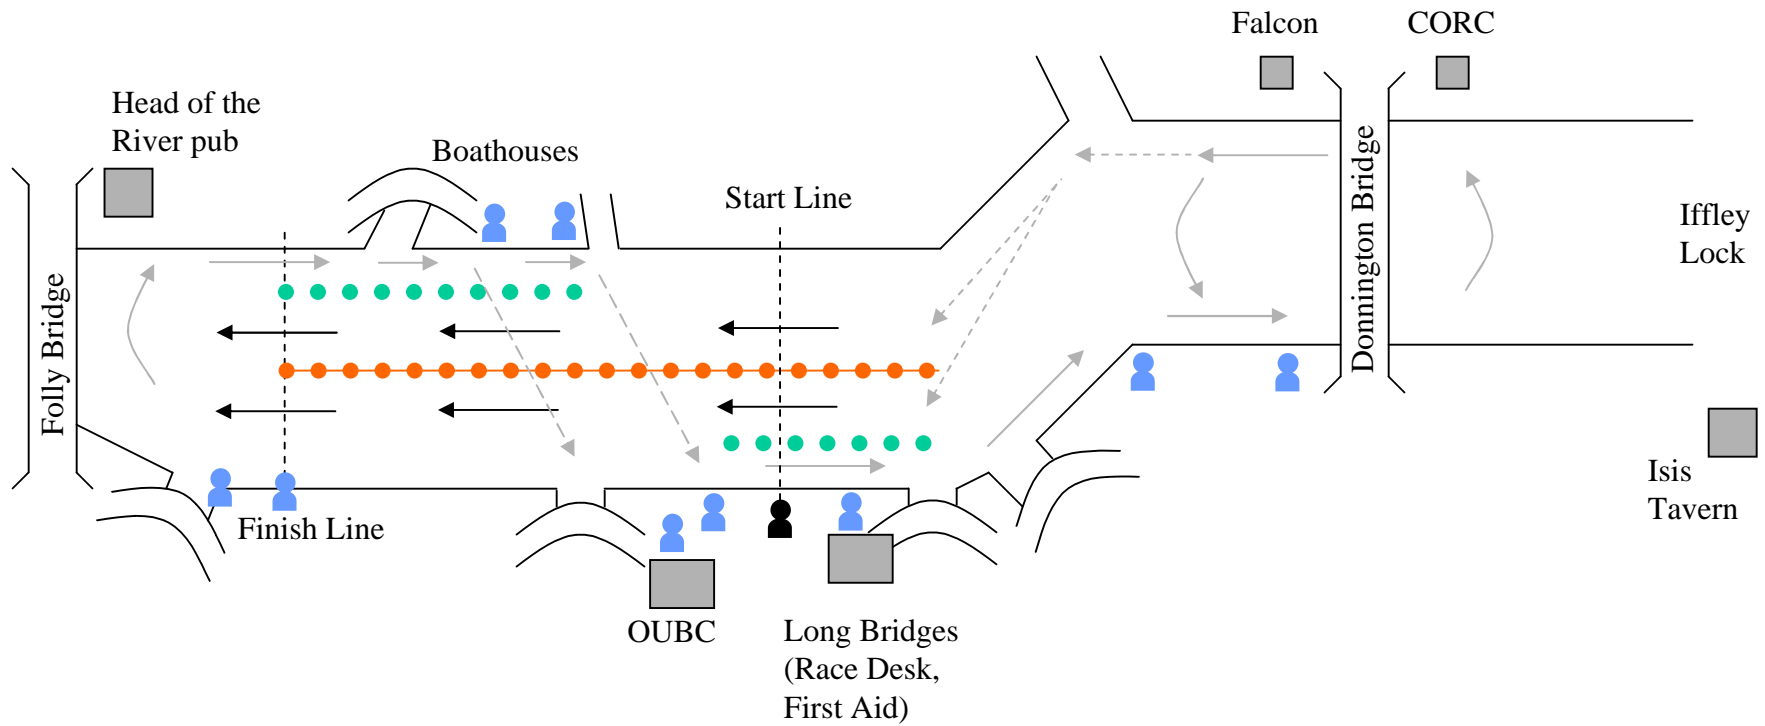 Falcon
CORC
Head of the
River pub
Boathouses
Start Line
Donnington Bridge
Iffley
Lock
Folly Bridge
Isis
Tavern
Finish Line
OUBC
Long Bridges
(Race Desk,
First Aid)